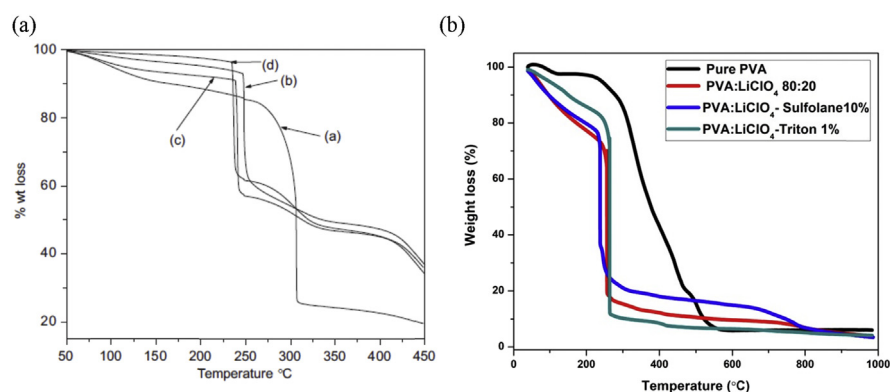 (a)
100
80
60
40
20
% wt loss
50
100
150
200
250
300
350
400
450
Temperature °C
(d)
(b)
(c)
(a)
(b)
100
80
60
40
20
0
Weight loss (%)
0
200
400
600
800
1000
Temperature (°C)
Pure PVA
PVA:LiClO₄ 80:20
PVA:LiClO₄- Sulfolane10%
PVA:LiClO₄-Triton 1%